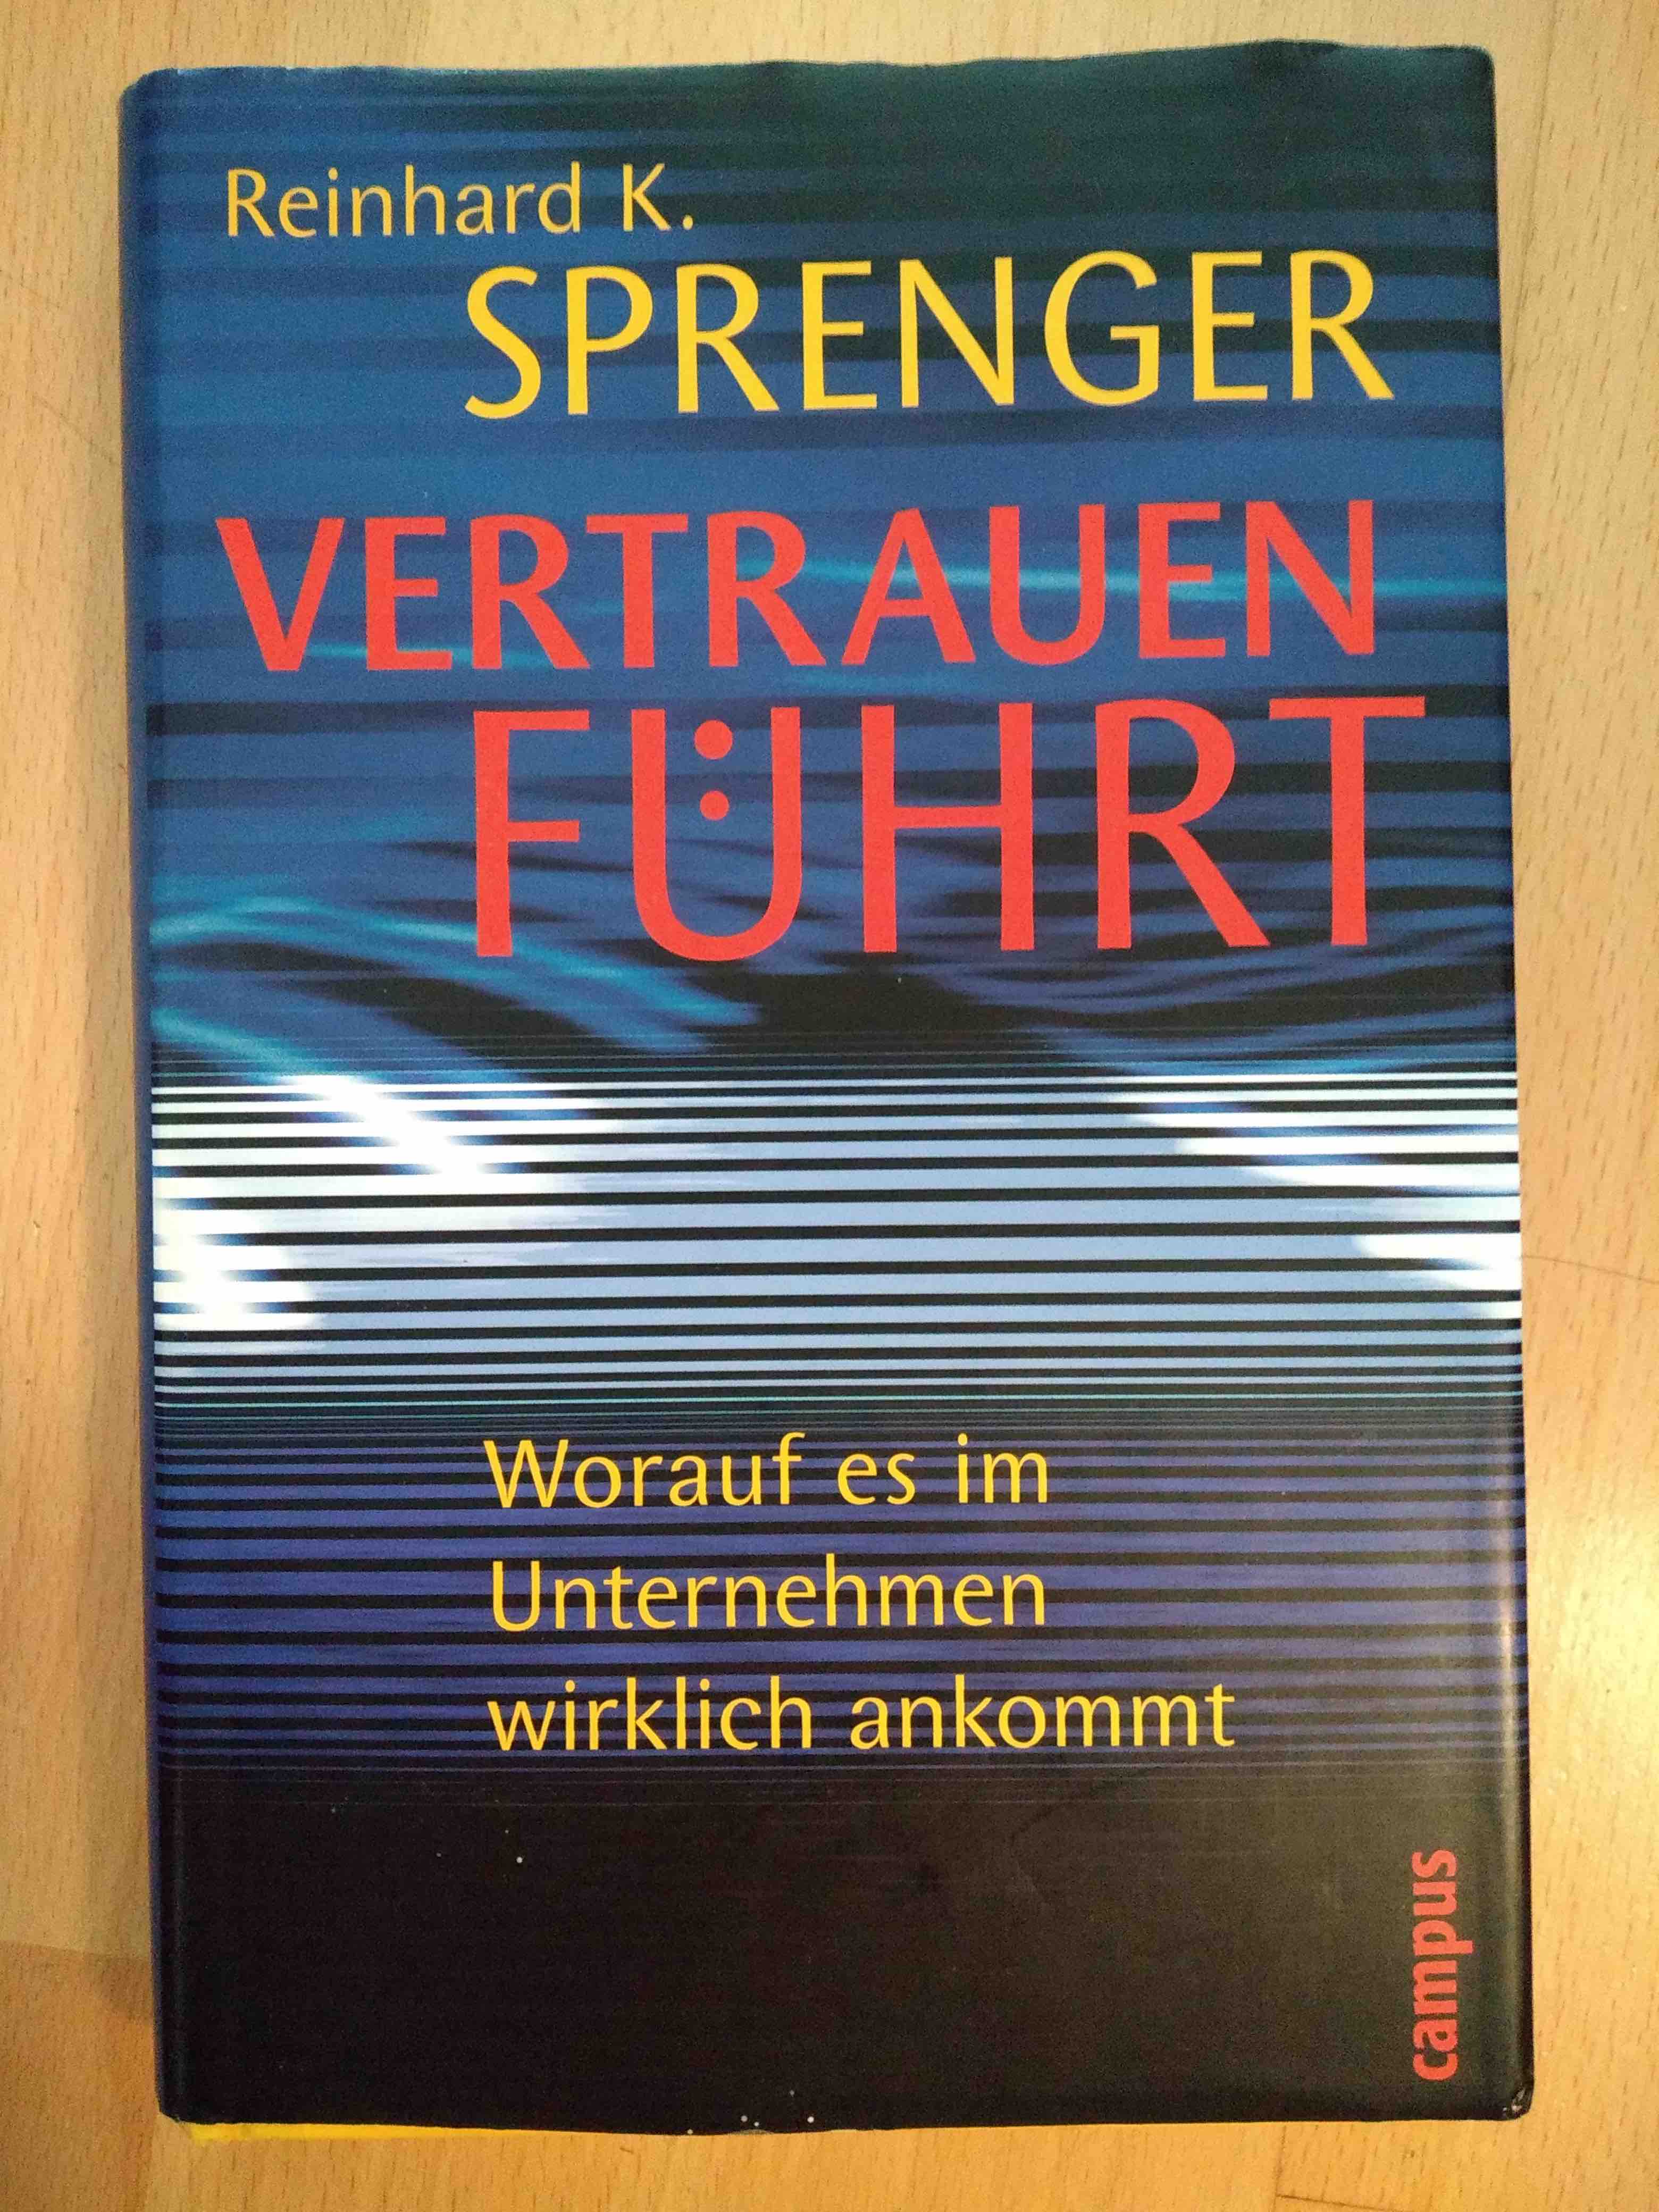 Reinhard K.
SPRENGER
VERTRAUEN
FÜHRT
Worauf es im
Unternehmen
wirklich ankommt
campus